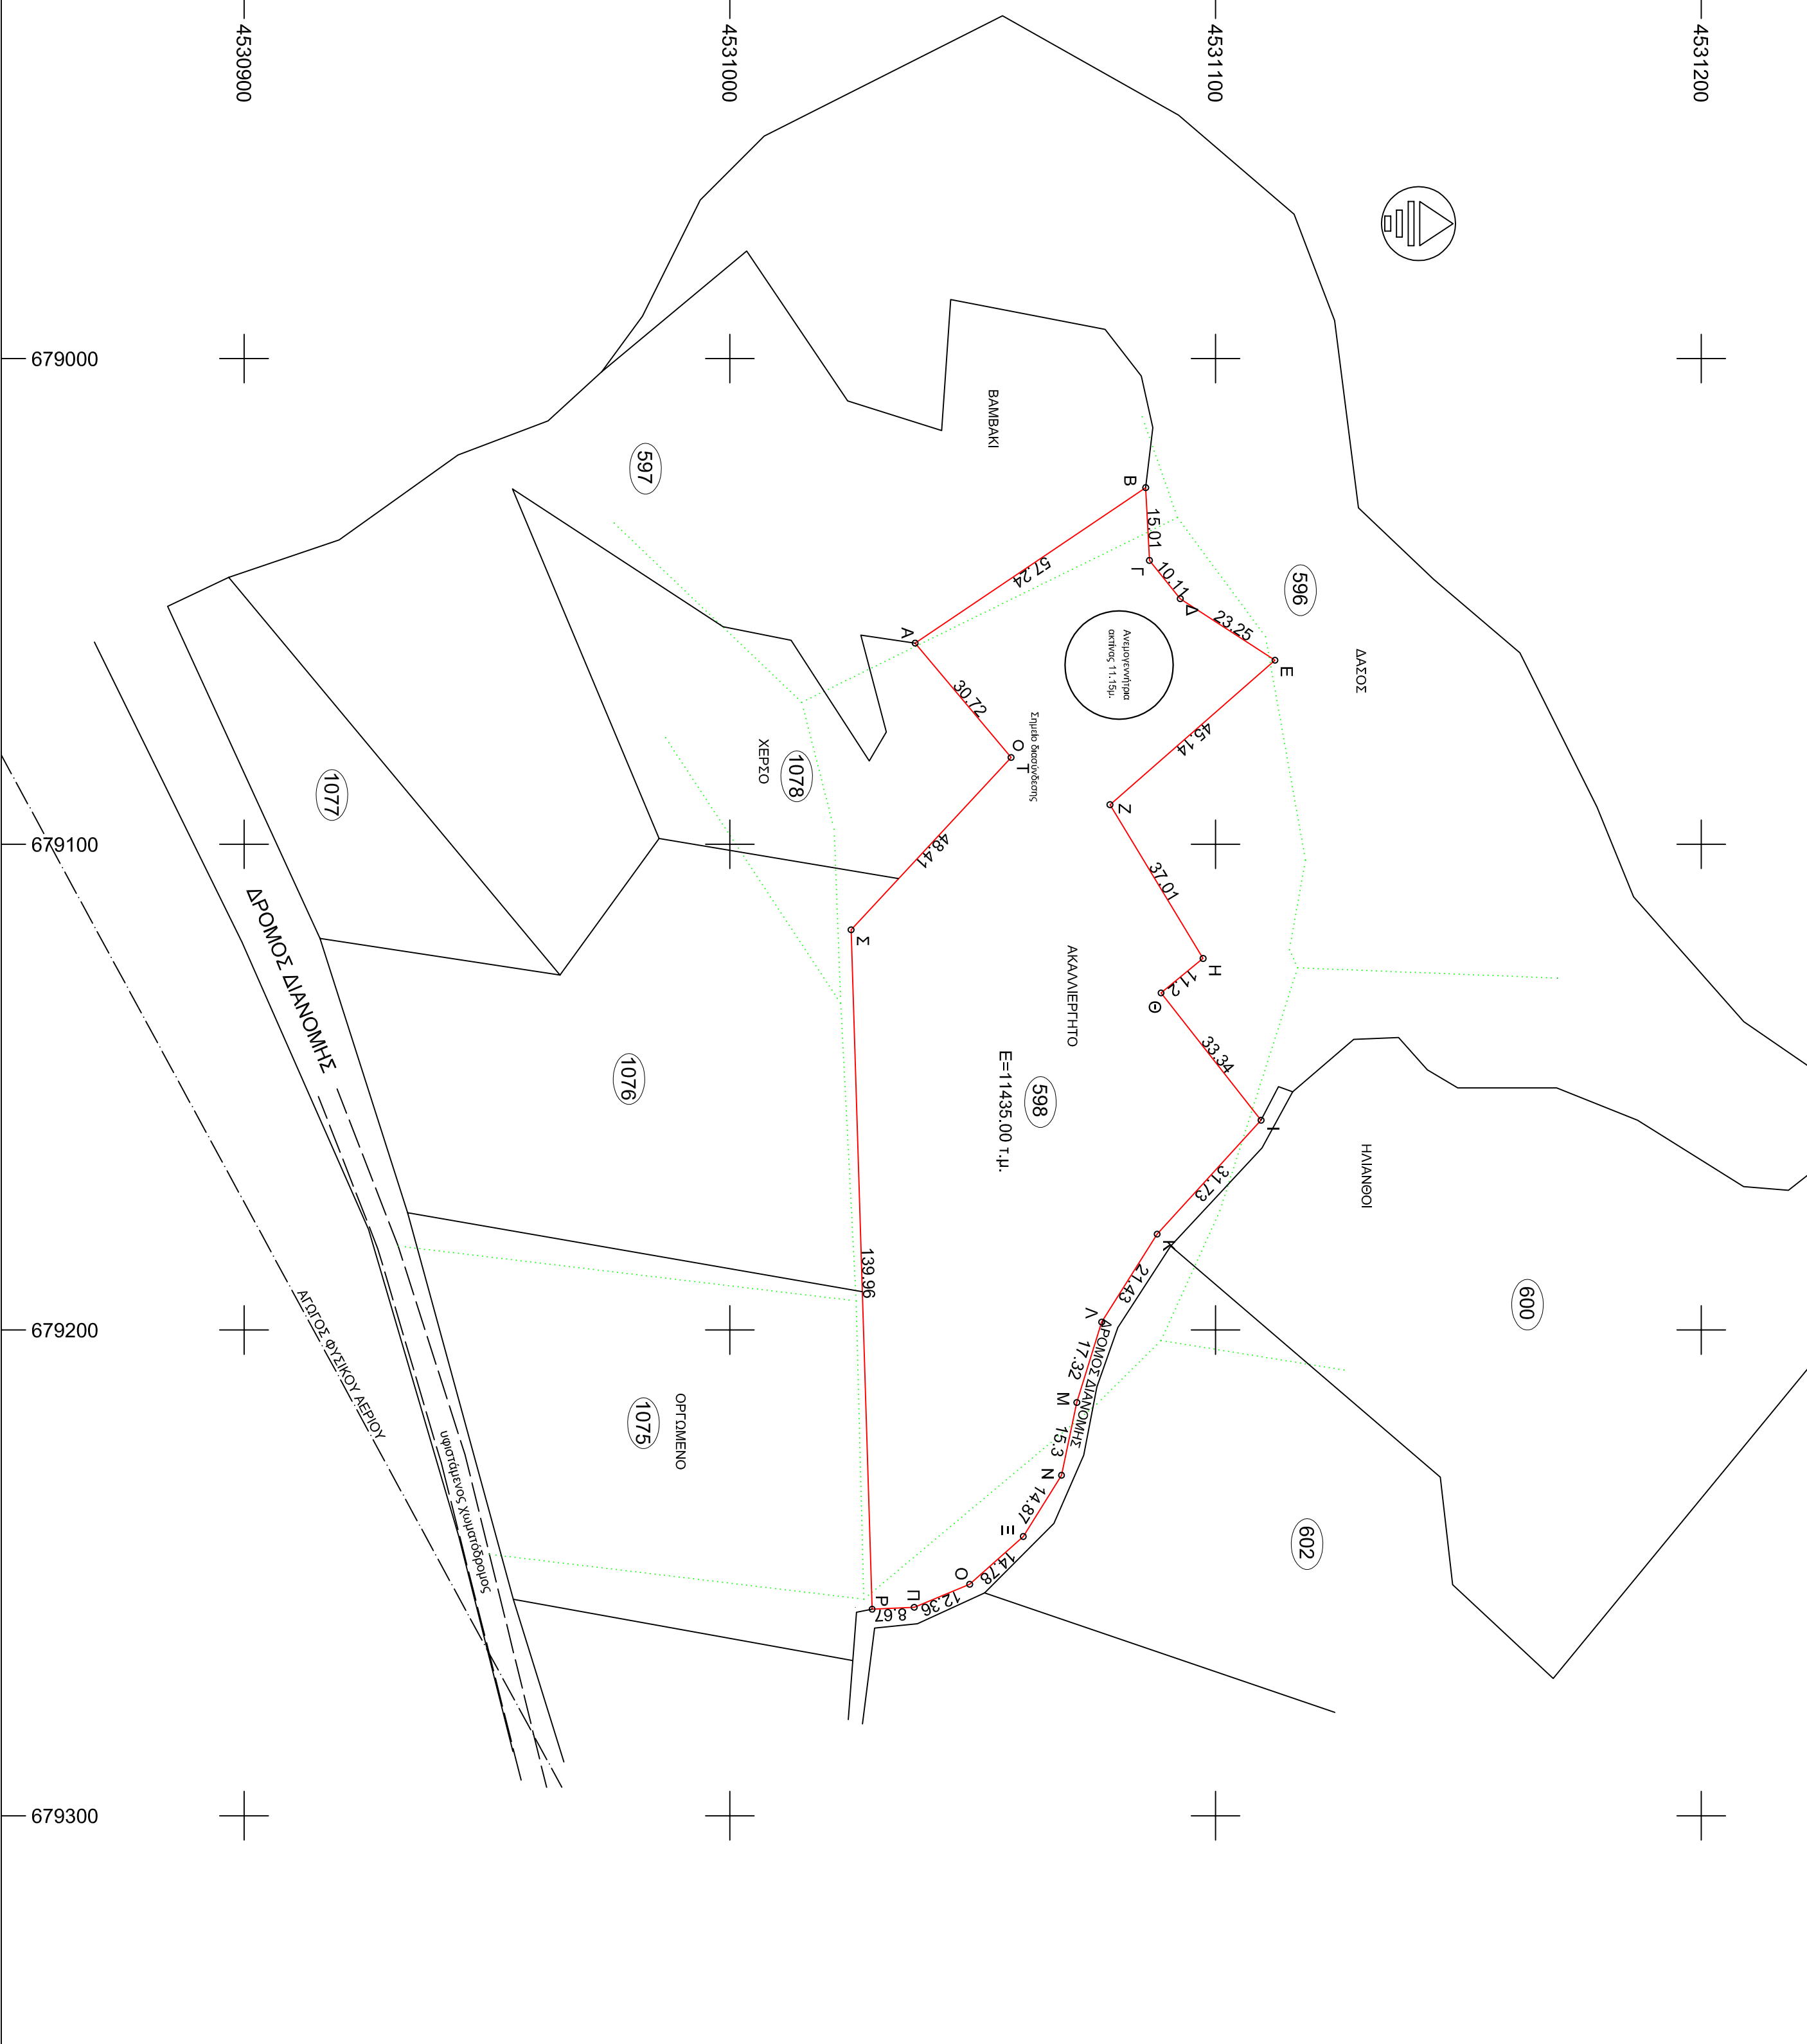 4530900
4531000
4531100
4531200
679000
679100
679200
679300
ΒΑΜΒΑΚΙ
597
596
ΔΑΣΟΣ
Β
15.01
Γ
10.11
Δ
23.25
Ε
57.24
Α
Ανεμογεννήτρια
ακτίνας 11.15μ.
30.72
Σημείο διασύνδεσης
Τ
45.14
Ζ
ΧΕΡΣΟ
1078
1077
48.41
37.01
Σ
Η
11.2
Θ
ΑΚΑΛΛΙΕΡΓΗΤΟ
33.34
598
Ε=11435.00 τ.μ.
Ι
ΔΡΟΜΟΣ ΔΙΑΝΟΜΗΣ
1076
31.73
ΗΛΙΑΝΘΟΙ
Κ
21.43
Λ
600
139.96
17.32
ΔΡΟΜΟΣ ΔΙΑΝΟΜΗΣ
Μ
15.3
Ν
14.87
Ξ
14.78
Ο
12.36
Π
8.67
Ρ
602
ΑΓΩΓΟΣ ΦΥΣΙΚΟΥ ΑΕΡΙΟΥ
υφιστάμενος χωματόδρομος
1075
ΟΡΓΩΜΕΝΟ